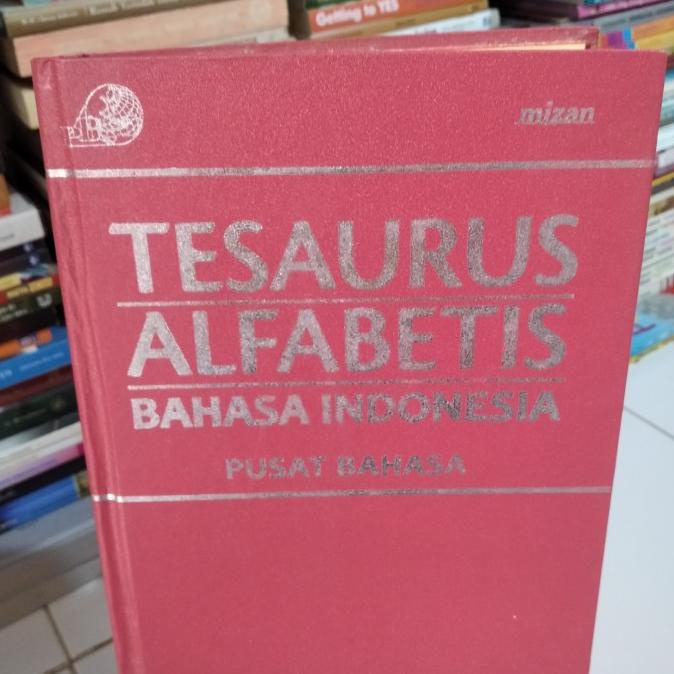 Getting to YES
mizan
TESAURUS
ALFABETIS
BAHASA INDONESIA
PUSAT BAHASA